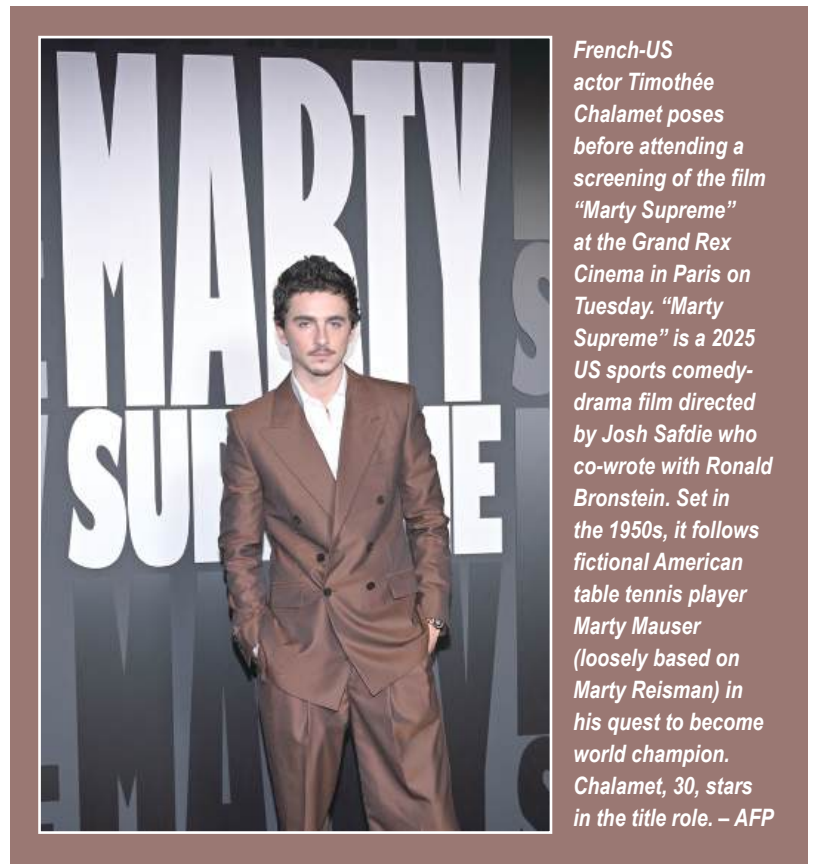 MARTY
SUPREME
French-US
actor Timothée
Chalamet poses
before attending a
screening of the film
“Marty Supreme”
at the Grand Rex
Cinema in Paris on
Tuesday. “Marty
Supreme” is a 2025
US sports comedy-
drama film directed
by Josh Safdie who
co-wrote with Ronald
Bronstein. Set in
the 1950s, it follows
fictional American
table tennis player
Marty Mauser
(loosely based on
Marty Reisman) in
his quest to become
world champion.
Chalamet, 30, stars
in the title role. – AFP